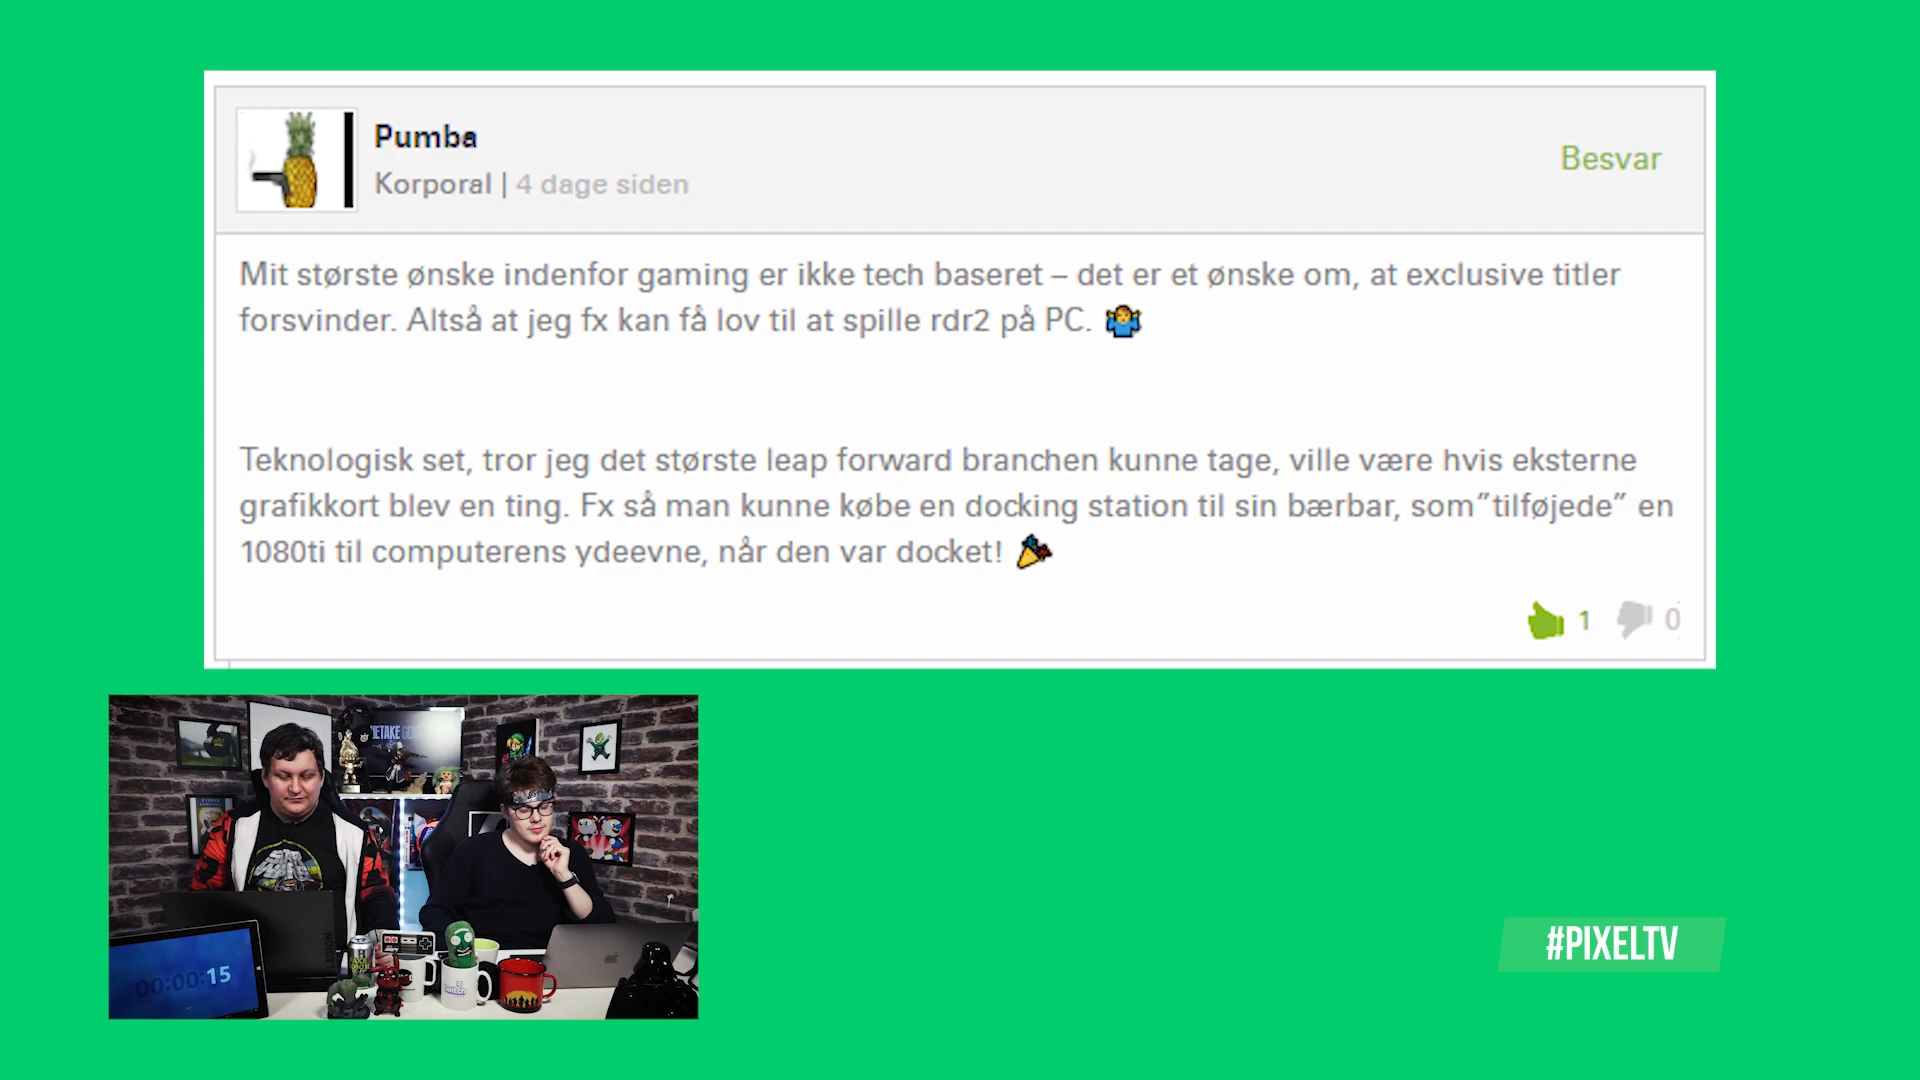 Pumba
Korporal | 4 dage siden
Besvar
Mit største ønske indenfor gaming er ikke tech baseret – det er et ønske om, at exclusive titler
forsvinder. Altså at jeg fx kan få lov til at spille rdr2 på PC.
Teknologisk set, tror jeg det største leap forward branchen kunne tage, ville være hvis eksterne
grafikkort blev en ting. Fx så man kunne købe en docking station til sin bærbar, som”tilføjede” en
1080ti til computerens ydeevne, når den var docket!
1
0
STAR
LEGION
00:00:15
twitch
#PIXELTV